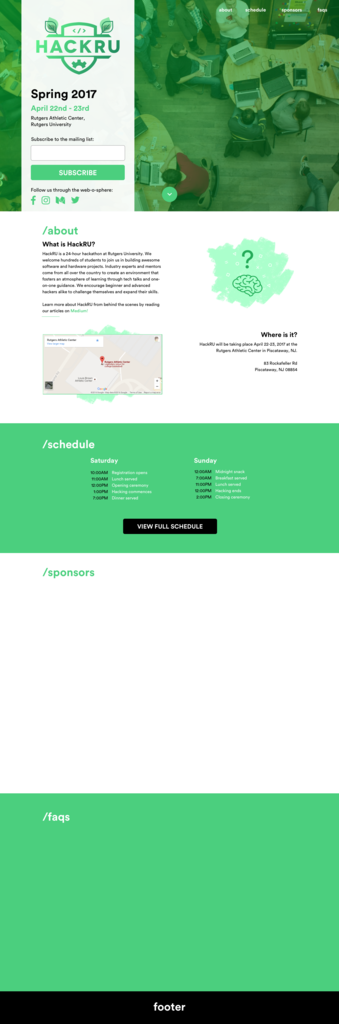 about schedule sponsors faqs
</>
HACKRU
Spring 2017
April 22nd - 23rd
Rutgers Athletic Center,
Rutgers University
Subscribe to the mailing list:
SUBSCRIBE
Follow us through the web-o-sphere:
/about
What is HackRU?
HackRU is a 24-hour hackathon at Rutgers University. We
welcome hundreds of students to join us in building awesome
software and hardware projects. Industry experts and mentors
come from all over the country to create an environment that
fosters an atmosphere of learning through tech talks and one-
on-one guidance. We encourage beginner and advanced
hackers alike to challenge themselves and expand their skills.
Learn more about HackRU from behind the scenes by reading
our articles on Medium!
?
Rutgers Athletic Center
Where is it?
HackRU will be taking place April 22-23, 2017 at the
Rutgers Athletic Center in Piscataway, NJ.
83 Rockafeller Rd
Piscataway, NJ 08854
/schedule
Saturday
10:00AM Registration opens
11:00AM Lunch served
12:00PM Opening ceremony
1:00PM Hacking commences
7:00PM Dinner served
Sunday
12:00AM Midnight snack
7:00AM Breakfast served
11:00PM Lunch served
12:00PM Hacking ends
Closing ceremony
VIEW FULL SCHEDULE
/sponsors
/faqs
footer